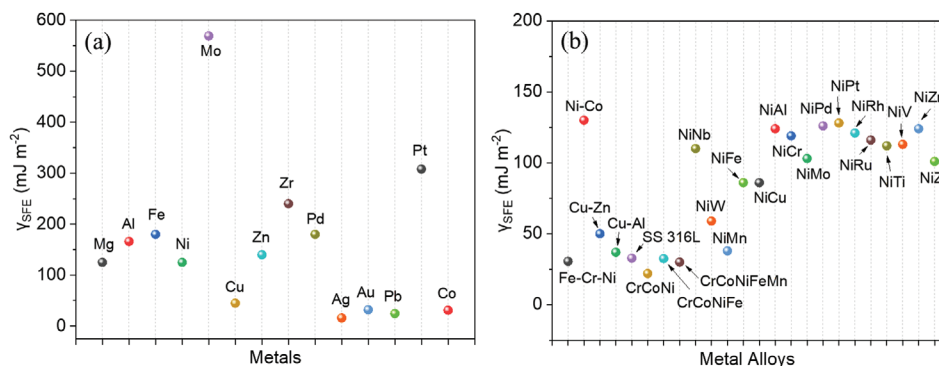 (a)
γSFE (mJ m⁻²)
600
500
400
300
200
100
0
Mg
Al
Fe
Ni
Mo
Cu
Zn
Zr
Pd
Ag
Au
Pb
Pt
Co
Metals
(b)
γSFE (mJ m⁻²)
200
150
100
50
0
Fe-Cr-Ni
Ni-Co
Cu-Zn
Cu-Al
SS 316L
CrCoNi
CrCoNiFe
CrCoNiFeMn
NiNb
NiW
NiMn
NiFe
NiCu
NiAl
NiCr
NiMo
NiPd
NiPt
NiRh
NiRu
NiTi
NiV
Metal Alloys